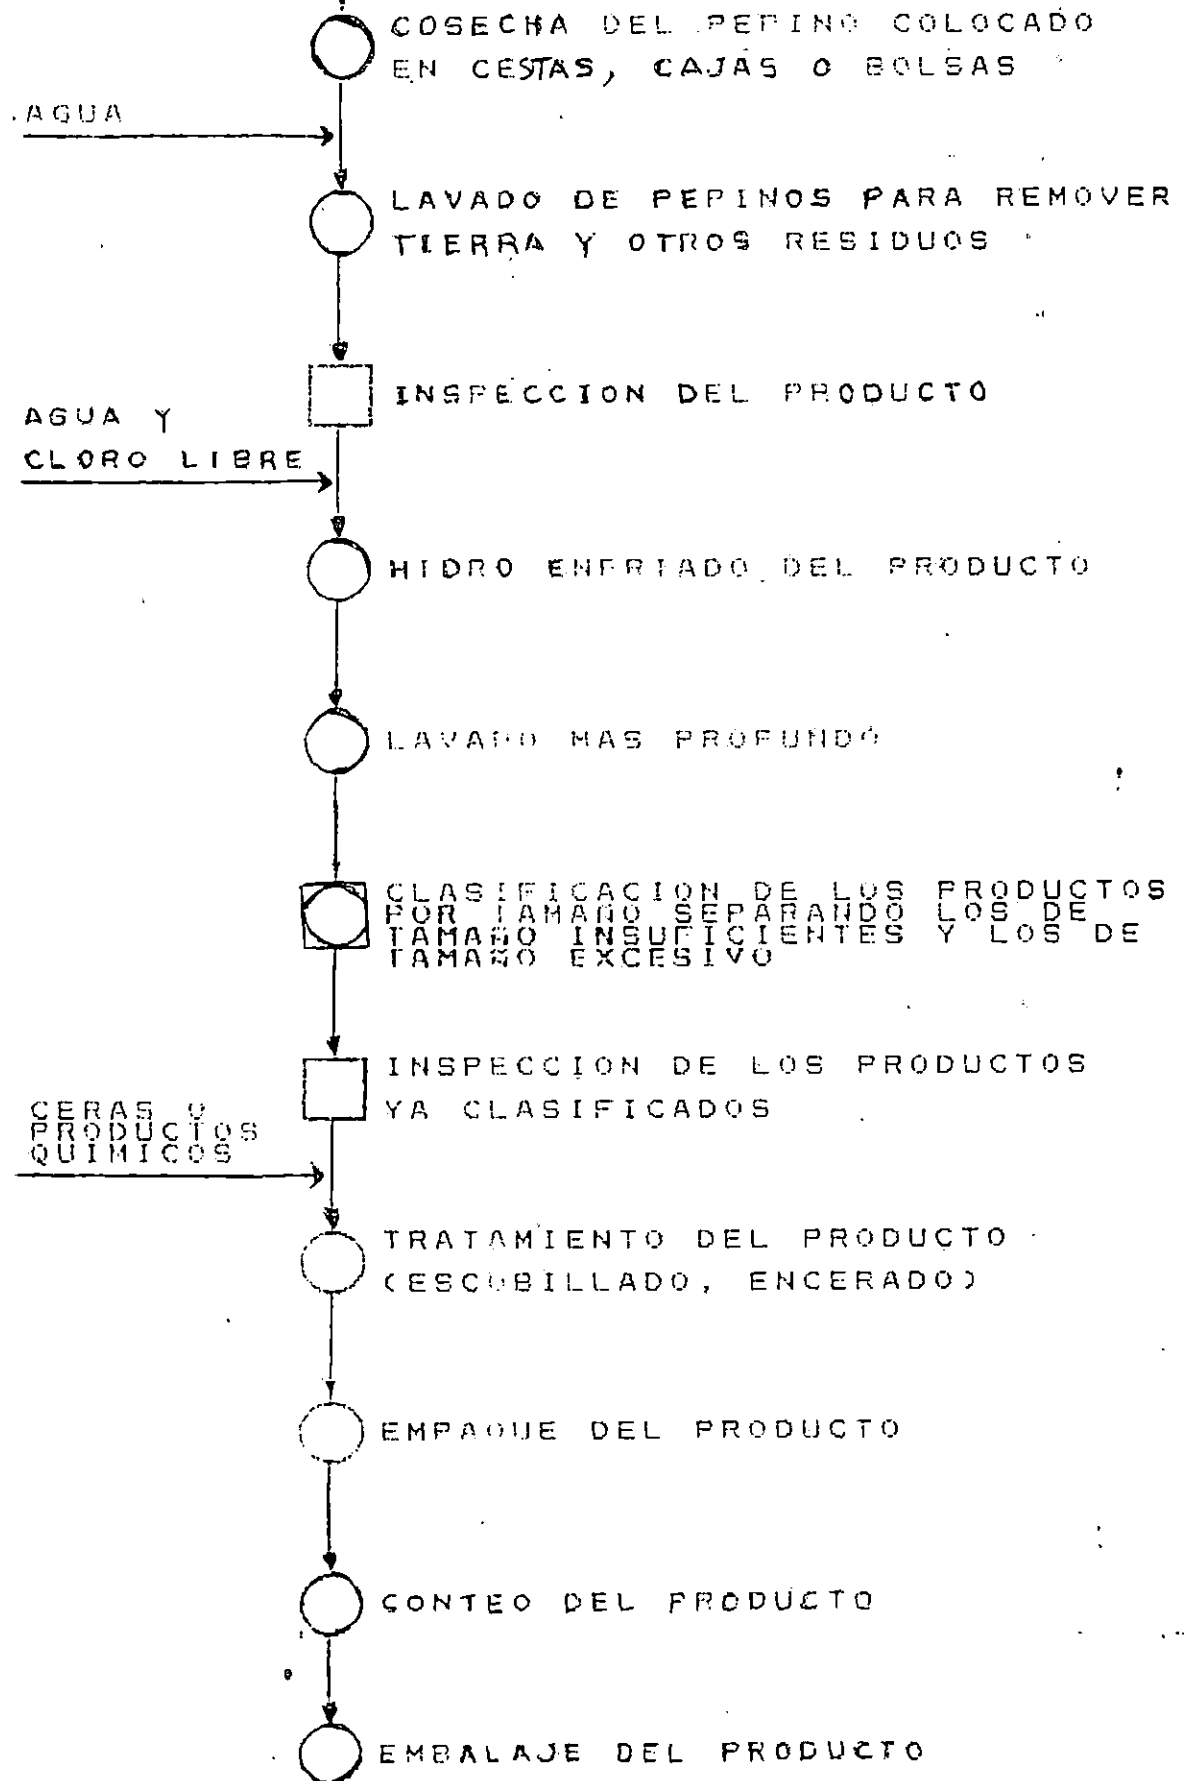 COSECHA DEL PEPINO COLOCADO
EN CESTAS, CAJAS O BOLSAS
AGUA
LAVADO DE PEPINOS PARA REMOVER
TIERRA Y OTROS RESIDUOS
INSPECCION DEL PRODUCTO
AGUA Y
CLORO LIBRE
HIDRO ENFRIADO DEL PRODUCTO
LAVADO MAS PROFUNDO
CLASIFICACION DE LOS PRODUCTOS
POR TAMAÑO SEPARANDO LOS DE
TAMAÑO INSUFICIENTES Y LOS DE
TAMAÑO EXCESIVO
INSPECCION DE LOS PRODUCTOS
YA CLASIFICADOS
CERAS U
PRODUCTOS
QUIMICOS
TRATAMIENTO DEL PRODUCTO
(ESCUBILLADO, ENCERADO)
EMPAQUE DEL PRODUCTO
CONTEO DEL PRODUCTO
EMBALAJE DEL PRODUCTO